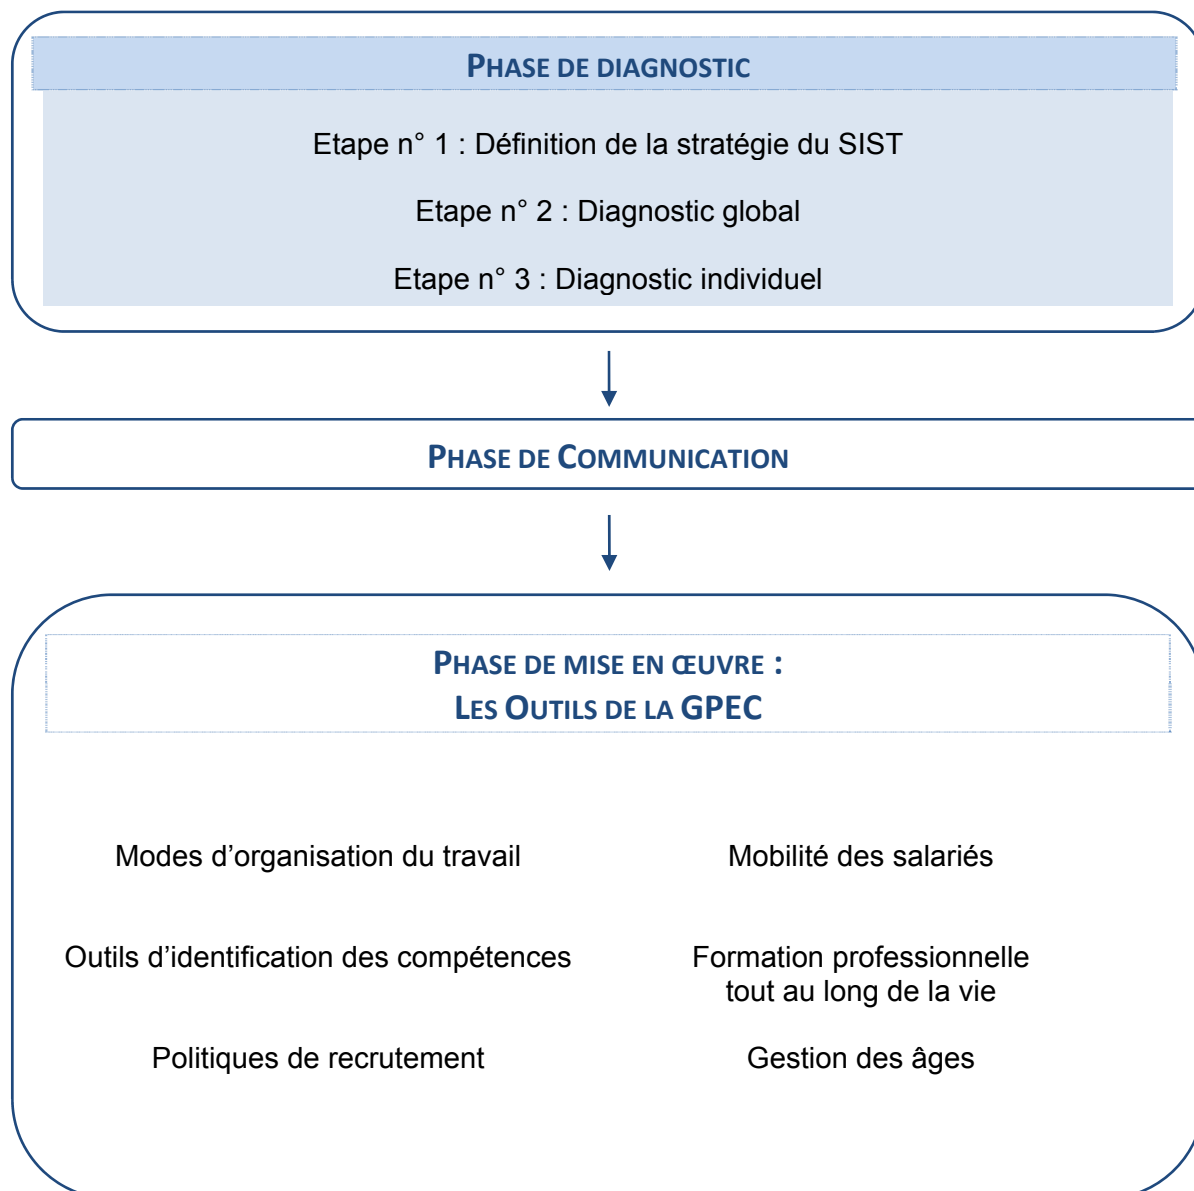 PHASE DE DIAGNOSTIC
Etape n° 1 : Définition de la stratégie du SIST
Etape n° 2 : Diagnostic global
Etape n° 3 : Diagnostic individuel
PHASE DE COMMUNICATION
PHASE DE MISE EN ŒUVRE :
LES OUTILS DE LA GPEC
Modes d’organisation du travail
Mobilité des salariés
Outils d’identification des compétences
Formation professionnelle
tout au long de la vie
Politiques de recrutement
Gestion des âges